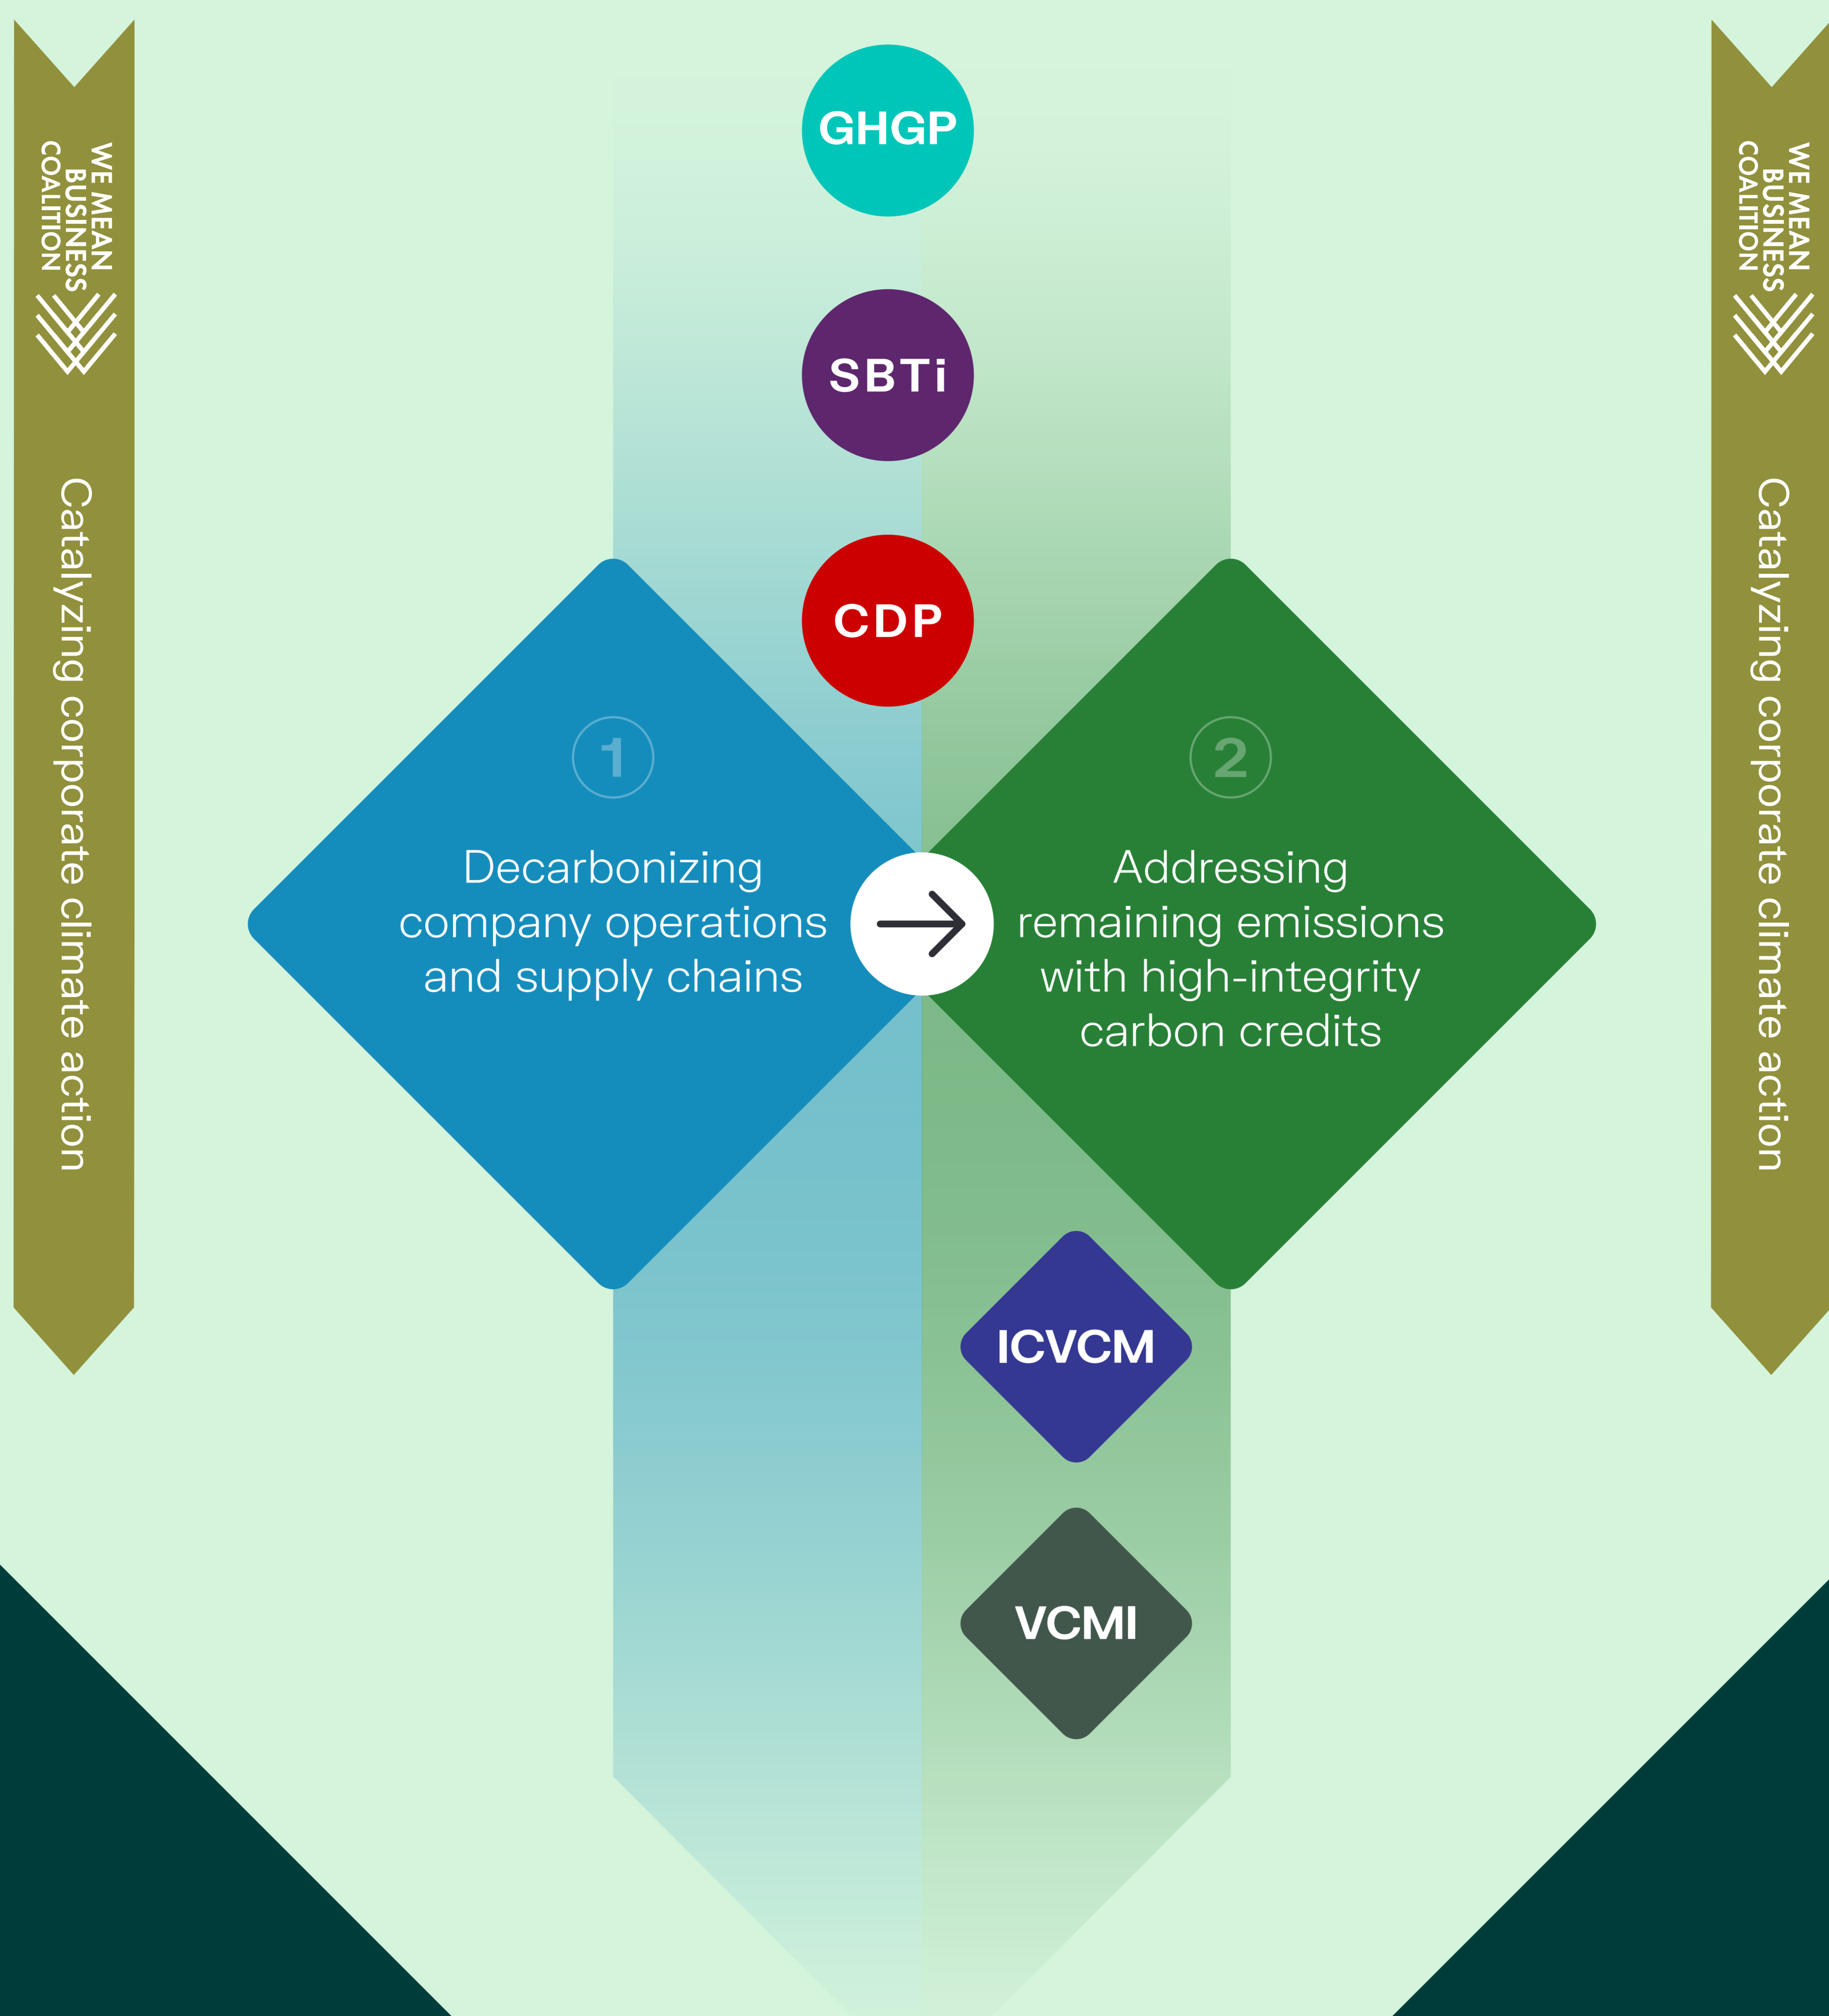 WE MEAN
BUSINESS
COALITION
Catalyzing corporate climate action
GHGP
SBTi
CDP
1
Decarbonizing
company operations
and supply chains
2
Addressing
remaining emissions
with high-integrity
carbon credits
ICVCM
VCMI
WE MEAN
BUSINESS
COALITION
Catalyzing corporate climate action